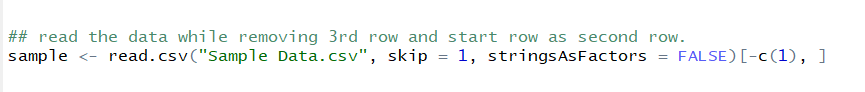 ## read the data while removing 3rd row and start row as second row.
sample <- read.csv("Sample Data.csv", skip = 1, stringsAsFactors = FALSE)[-c(1), ]